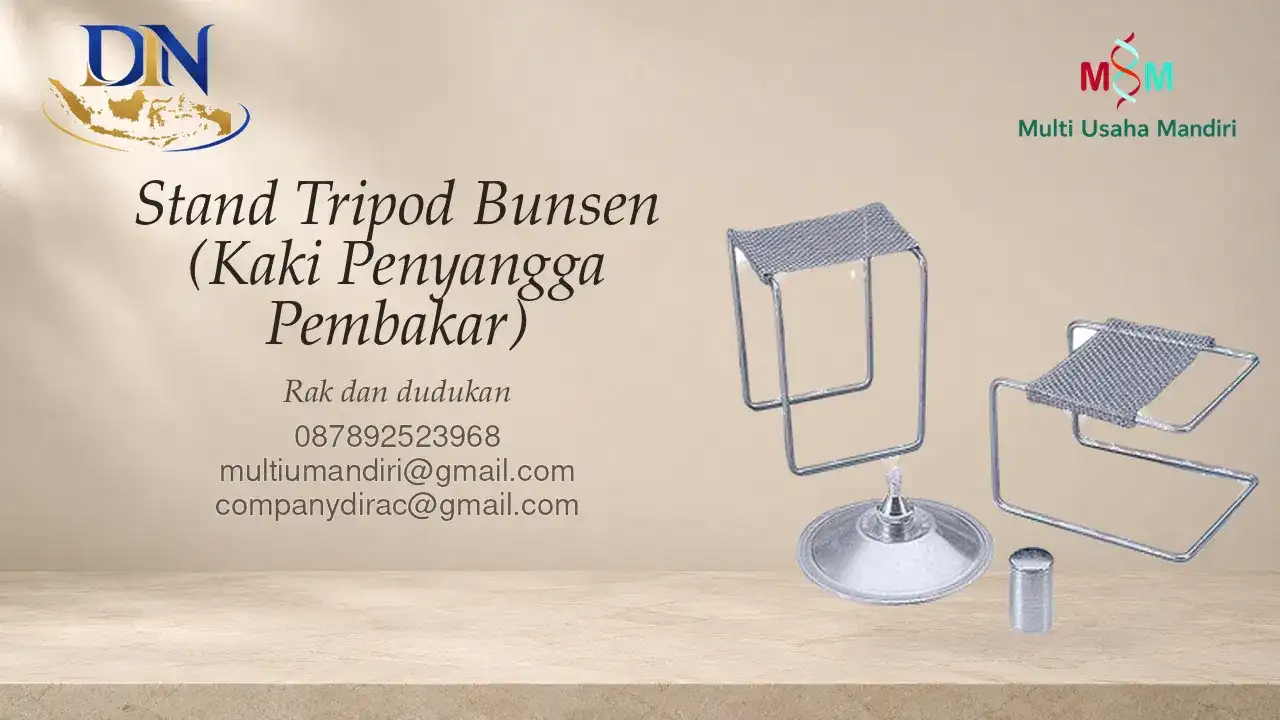 DN
M M
Multi Usaha Mandiri
Stand Tripod Bunsen
(Kaki Penyangga
Pembakar)
Rak dan dudukan
087892523968
multiumandiri@gmail.com
companydirac@gmail.com